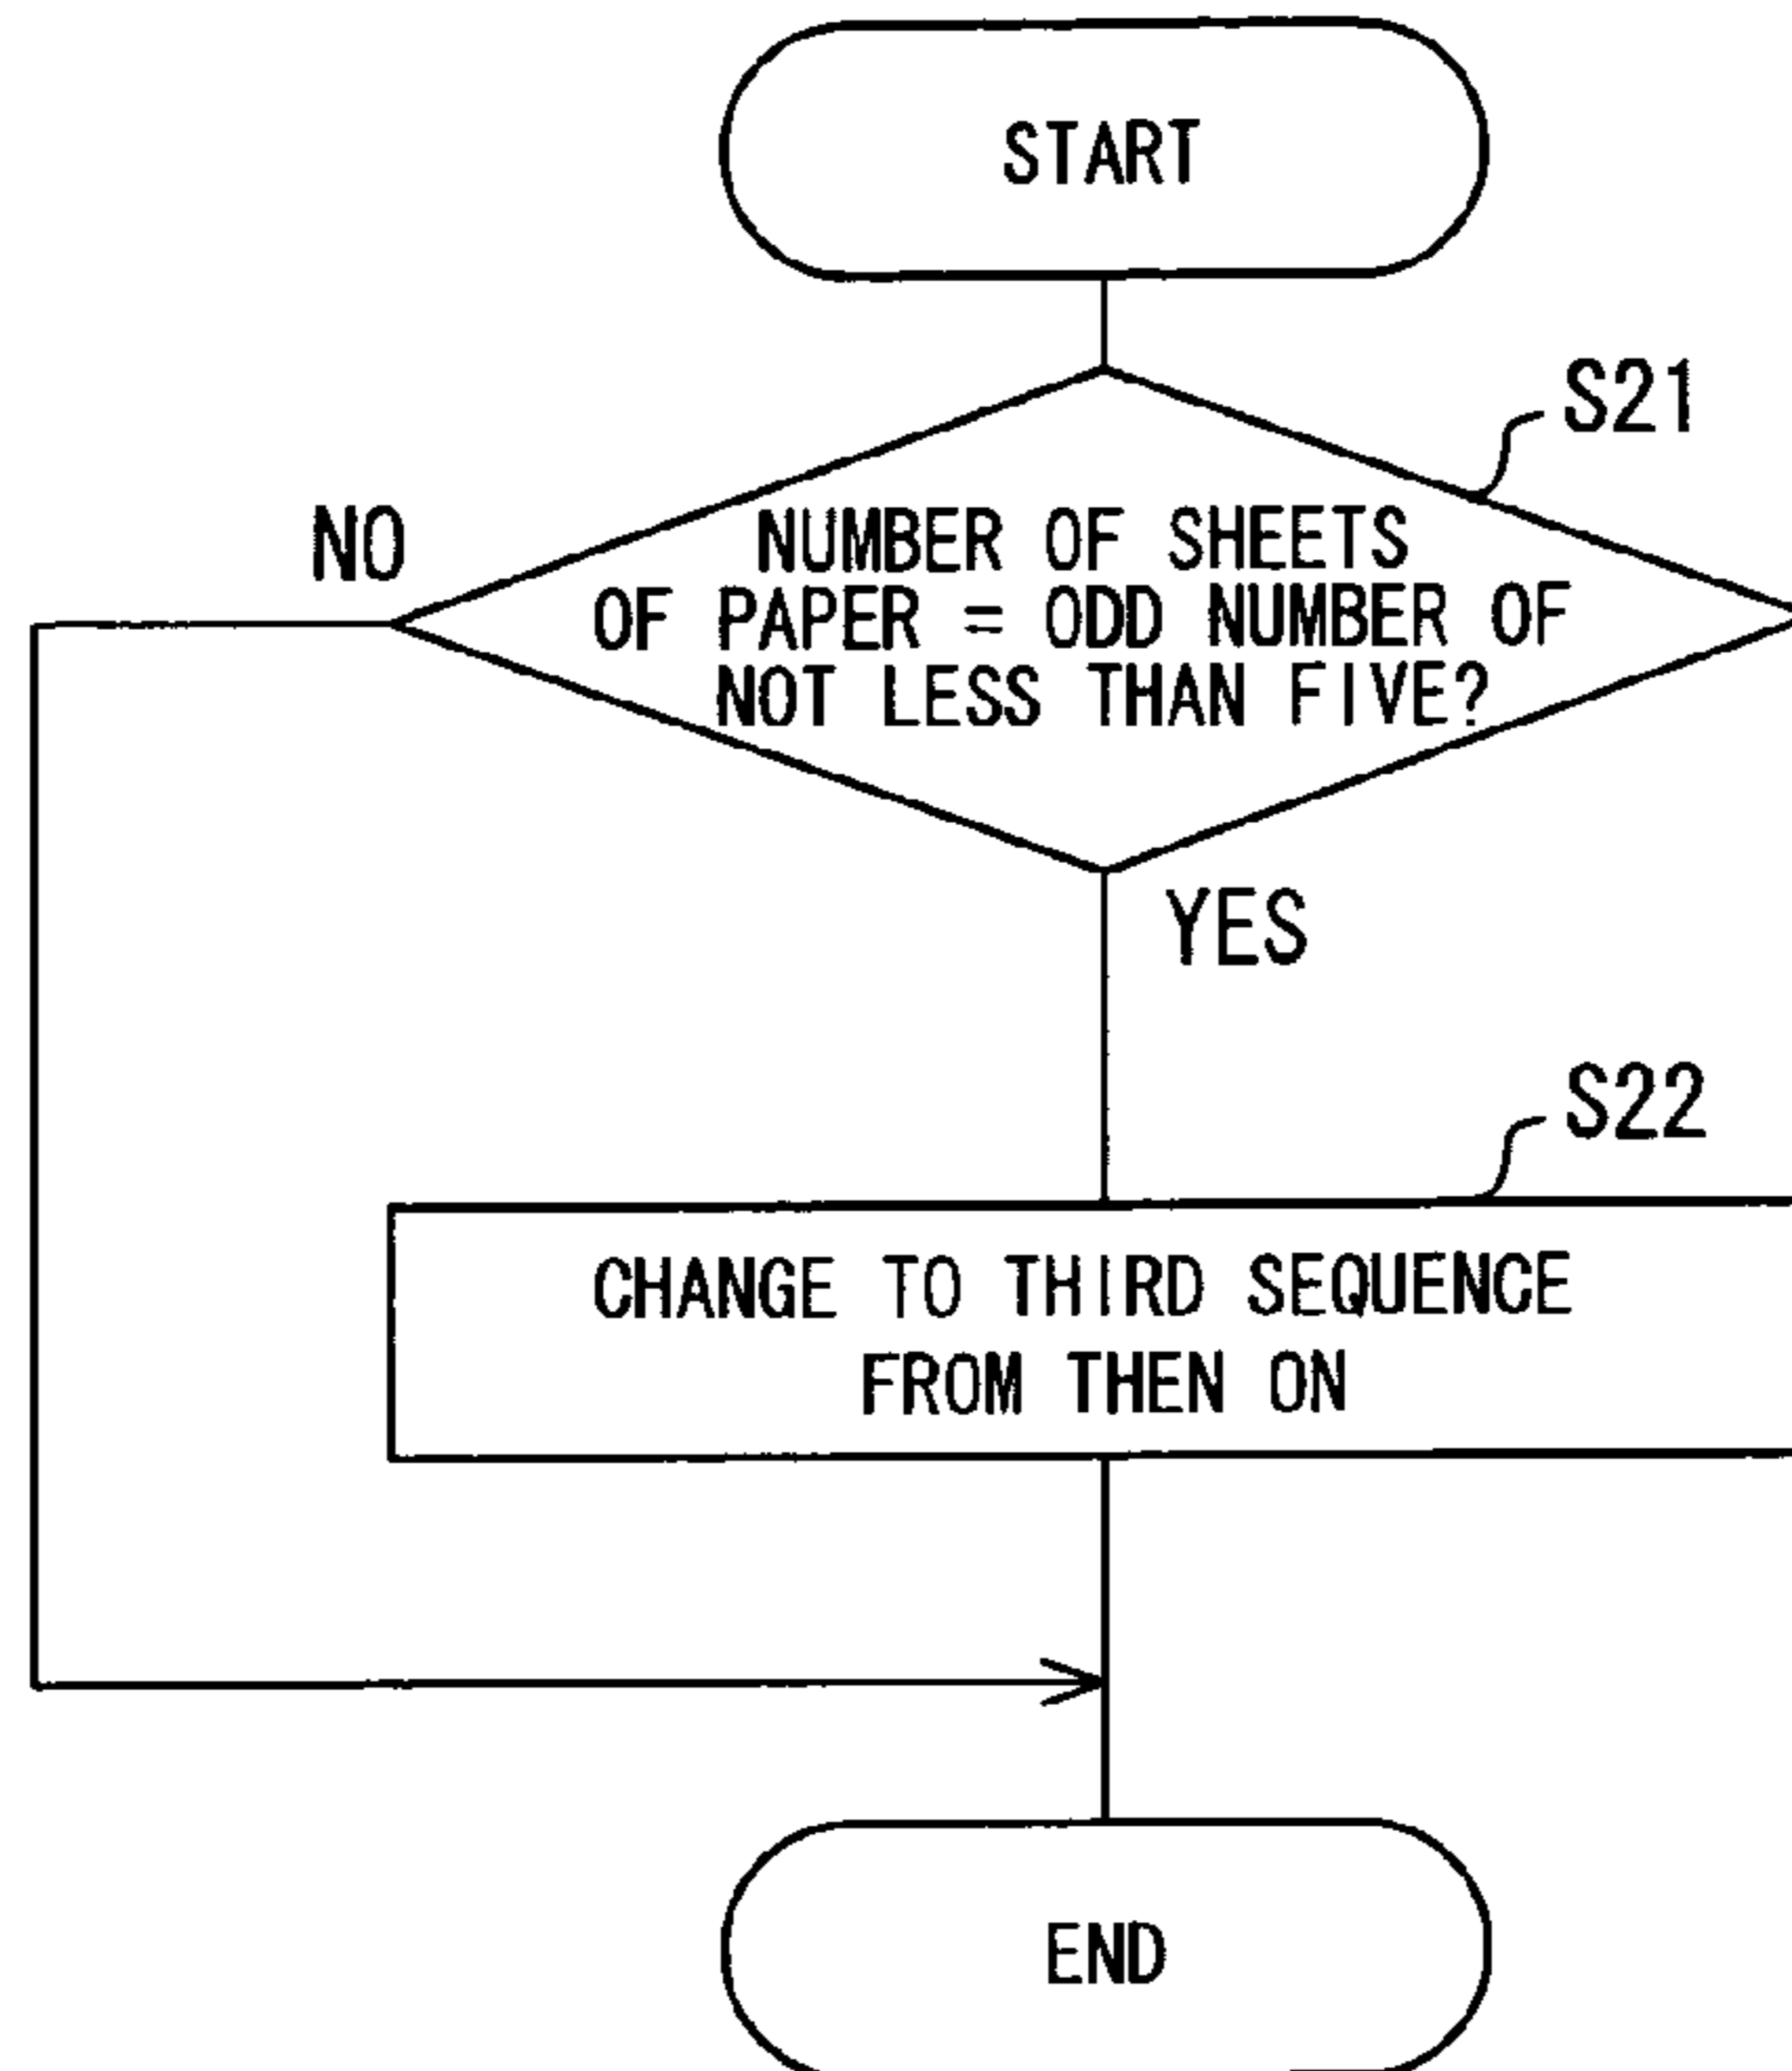 START
S21
NO
NUMBER OF SHEETS
OF PAPER = ODD NUMBER OF
NOT LESS THAN FIVE?
YES
S22
CHANGE TO THIRD SEQUENCE
FROM THEN ON
END